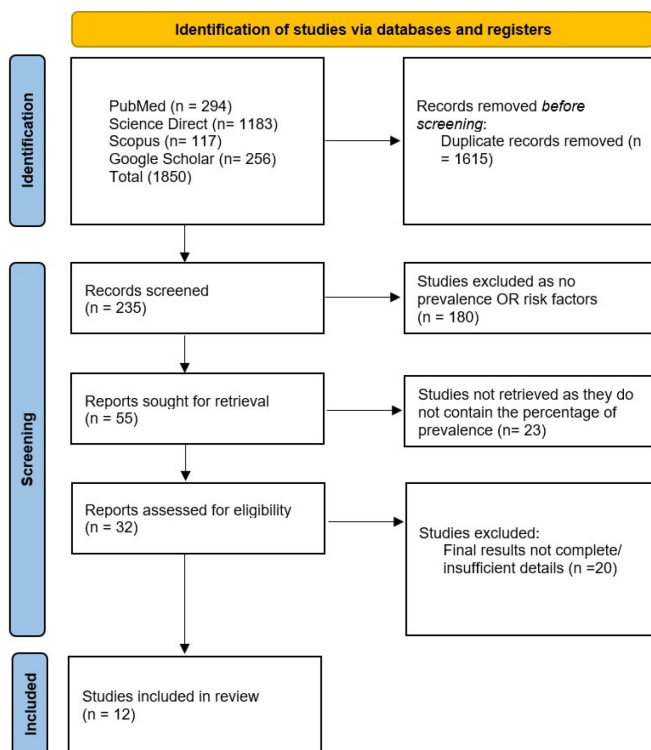 Identification of studies via databases and registers
Identification
PubMed (n = 294)
Science Direct (n= 1183)
Scopus (n= 117)
Google Scholar (n= 256)
Total (1850)
Records removed before
screening:
Duplicate records removed (n
= 1615)
Screening
Records screened
(n = 235)
Studies excluded as no
prevalence OR risk factors
(n = 180)
Reports sought for retrieval
(n = 55)
Studies not retrieved as they do
not contain the percentage of
prevalence (n= 23)
Reports assessed for eligibility
(n = 32)
Studies excluded:
Final results not complete/
insufficient details (n =20)
Included
Studies included in review
(n = 12)